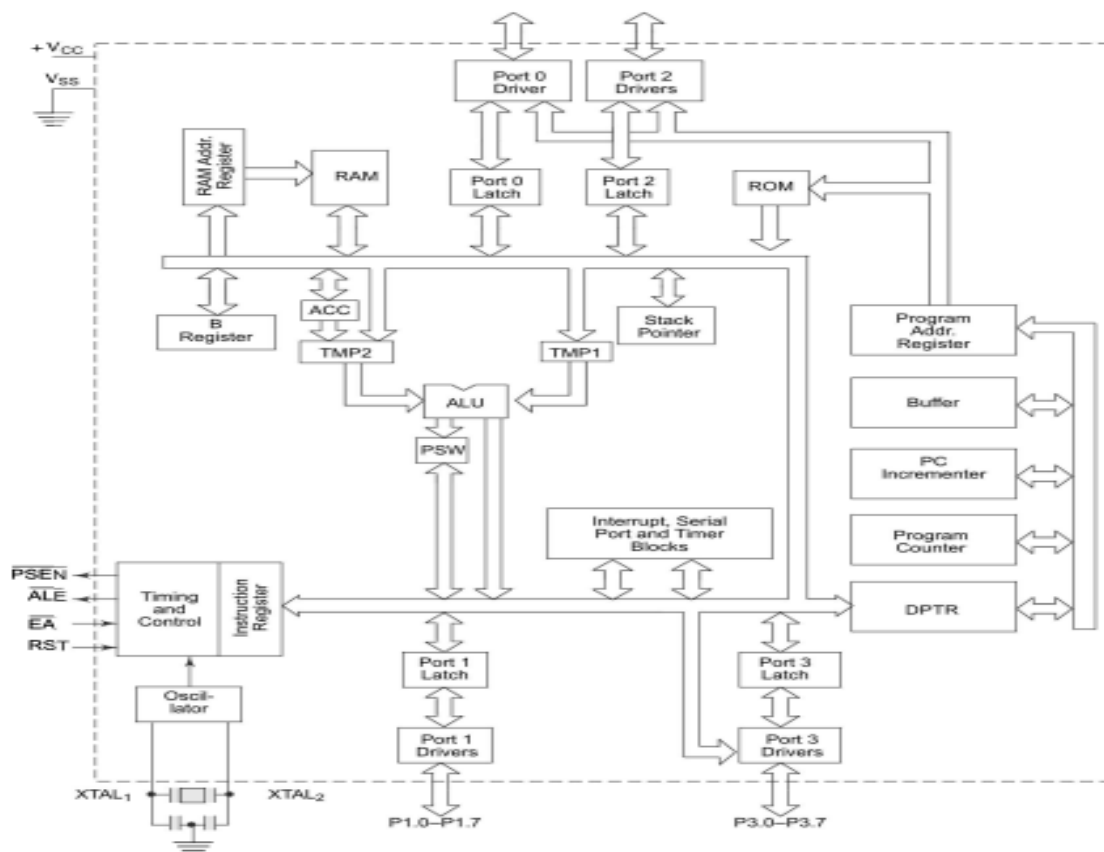 + VCC
VSS
Port 0
Driver
Port 2
Drivers
RAM Addr.
Register
RAM
Port 0
Latch
Port 2
Latch
ROM
B
Register
ACC
TMP2
TMP1
Stack
Pointer
Program
Addr.
Register
ALU
Buffer
PSW
PC
Incrementer
Interrupt, Serial
Port and Timer
Blocks
Program
Counter
PSEN
ALE
EA
RST
Timing
and
Control
Instruction
Register
DPTR
Port 1
Latch
Port 3
Latch
Oscil-
lator
Port 1
Drivers
Port 3
Drivers
XTAL1
XTAL2
P1.0–P1.7
P3.0–P3.7